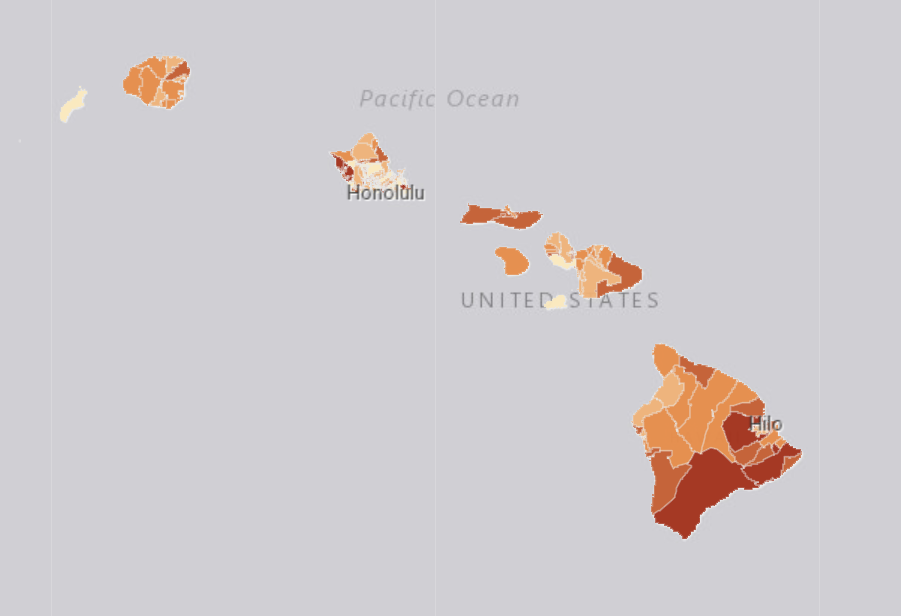 Pacific Ocean
Honolulu
UNITED STATES
Hilo